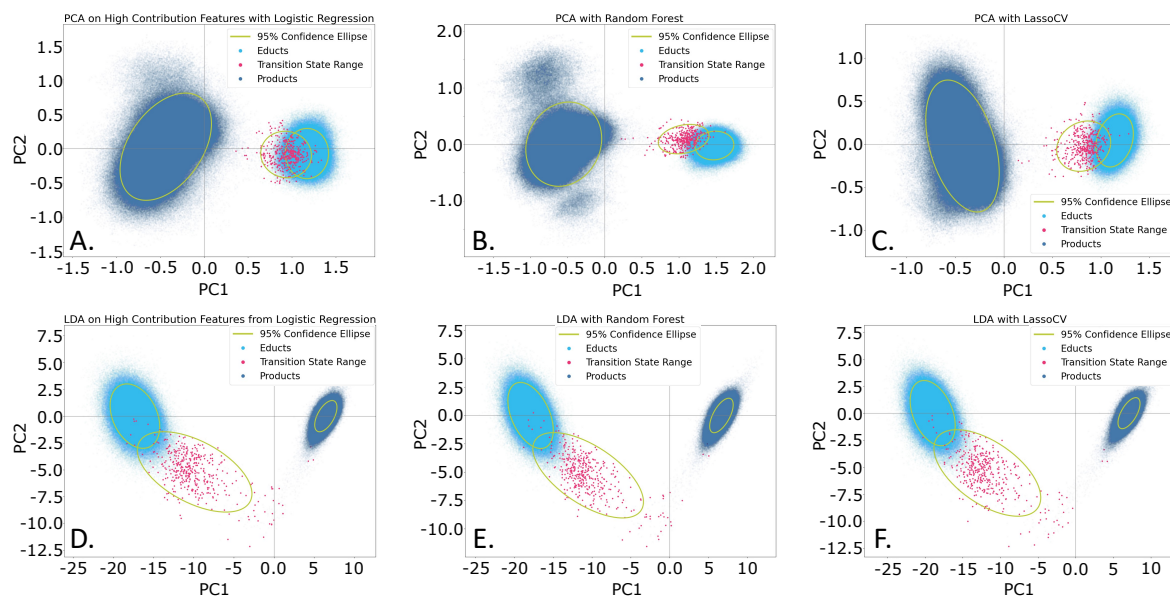 PCA on High Contribution Features with Logistic Regression
95% Confidence Ellipse
Educts
Transition State Range
Products
1.5
1.0
0.5
0.0
-0.5
-1.0
-1.5
PC2
A.
-1.5 -1.0 -0.5 0.0 0.5 1.0 1.5
PC1
PCA with Random Forest
95% Confidence Ellipse
Educts
Transition State Range
Products
2.0
1.0
0.0
-1.0
PC2
B.
-2.0 -1.0 0.0 1.0 2.0
PC1
PCA with LassoCV
1.0
0.5
0.0
-0.5
-1.0
PC2
95% Confidence Ellipse
Educts
Transition State Range
Products
C.
-1.0 0.0 1.0
PC1
LDA on High Contribution Features from Logistic Regression
95% Confidence Ellipse
Educts
Transition State Range
Products
7.5
5.0
2.5
0.0
-2.5
-5.0
-7.5
-10.0
-12.5
PC2
D.
-25 -20 -15 -10 -5 0.0 5 10
PC1
LDA with Random Forest
95% Confidence Ellipse
Educts
Transition State Range
Products
7.5
5.0
2.5
0.0
-2.5
-5.0
-7.5
-10.0
PC2
E.
-25 -20 -15 -10 -5 0.0 5 10
PC1
LDA with LassoCV
95% Confidence Ellipse
Educts
Transition State Range
Products
7.5
5.0
2.5
0.0
-2.5
-5.0
-7.5
-10.0
-12.5
PC2
F.
-25 -20 -15 -10 -5 0.0 5 10
PC1